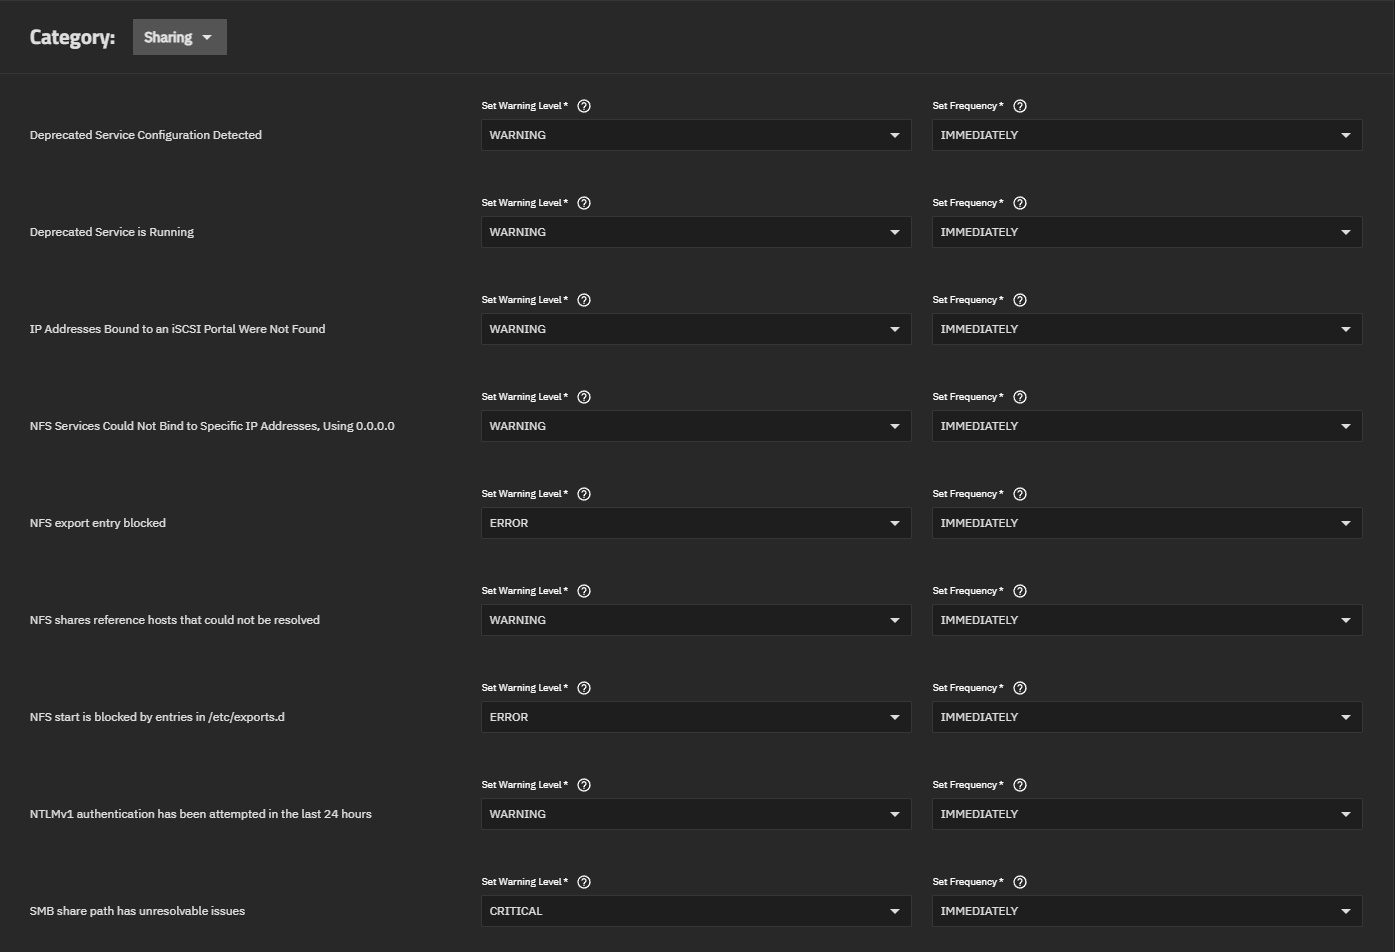 Category: Sharing
Set Warning Level * Set Frequency *
Deprecated Service Configuration Detected WARNING IMMEDIATELY
Set Warning Level * Set Frequency *
Deprecated Service is Running WARNING IMMEDIATELY
Set Warning Level * Set Frequency *
IP Addresses Bound to an iSCSI Portal Were Not Found WARNING IMMEDIATELY
Set Warning Level * Set Frequency *
NFS Services Could Not Bind to Specific IP Addresses, Using 0.0.0.0 WARNING IMMEDIATELY
Set Warning Level * Set Frequency *
NFS export entry blocked ERROR IMMEDIATELY
Set Warning Level * Set Frequency *
NFS shares reference hosts that could not be resolved WARNING IMMEDIATELY
Set Warning Level * Set Frequency *
NFS start is blocked by entries in /etc/exports.d ERROR IMMEDIATELY
Set Warning Level * Set Frequency *
NTLMv1 authentication has been attempted in the last 24 hours WARNING IMMEDIATELY
Set Warning Level * Set Frequency *
SMB share path has unresolvable issues CRITICAL IMMEDIATELY